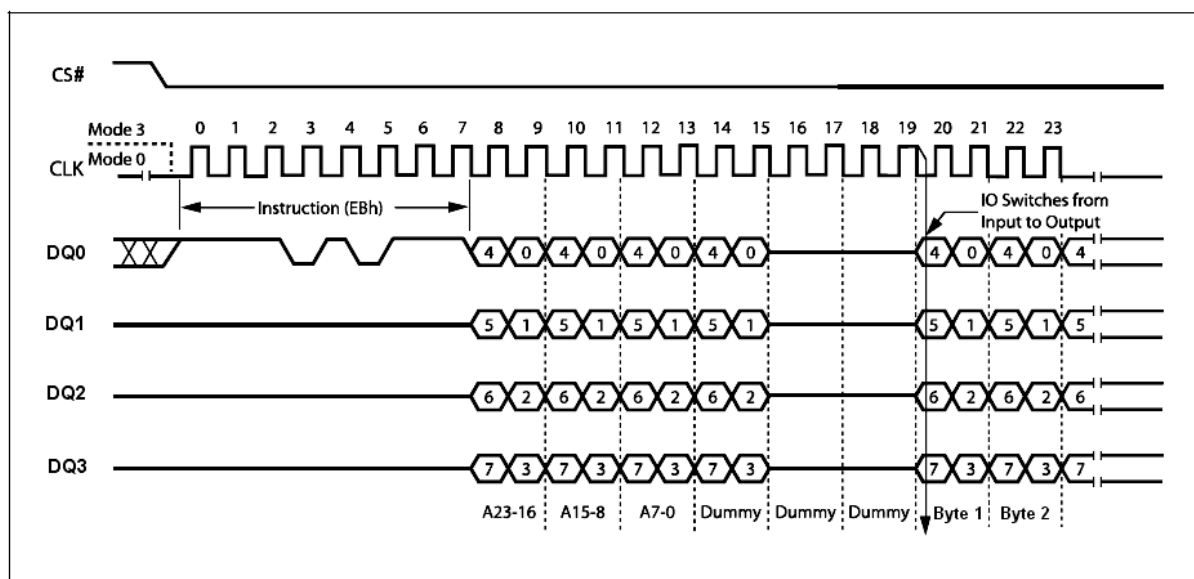 CS#
Mode 3
0 1 2 3 4 5 6 7 8 9 10 11 12 13 14 15 16 17 18 19 20 21 22 23
CLK
Mode 0
Instruction (EBh)
IO Switches from
Input to Output
DQ0
4 0 4 0 4 0 4 0 4 0 4 0 4
DQ1
5 1 5 1 5 1 5 1 5 1 5 1 5
DQ2
6 2 6 2 6 2 6 2 6 2 6 2 6
DQ3
7 3 7 3 7 3 7 3 7 3 7 3 7
A23-16 A15-8 A7-0 Dummy Dummy Dummy Byte 1 Byte 2